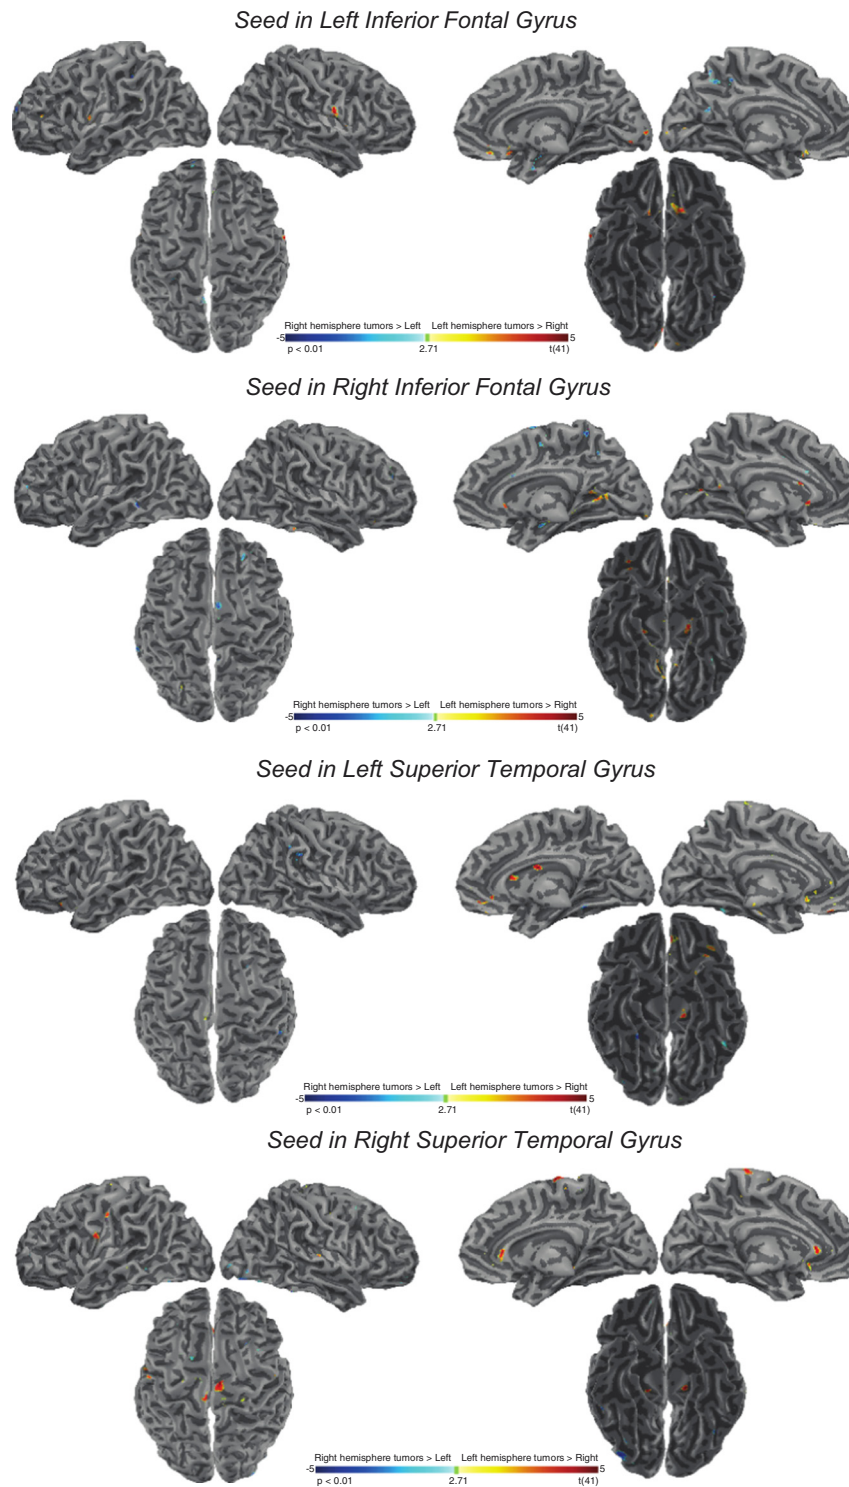 Seed in Left Inferior Fontal Gyrus
Right hemisphere tumors > Left Left hemisphere tumors > Right
-5 5
p < 0.01 2.71 t(41)
Seed in Right Inferior Fontal Gyrus
Right hemisphere tumors > Left Left hemisphere tumors > Right
-5 5
p < 0.01 2.71 t(41)
Seed in Left Superior Temporal Gyrus
Right hemisphere tumors > Left Left hemisphere tumors > Right
-5 5
p < 0.01 2.71 t(41)
Seed in Right Superior Temporal Gyrus
Right hemisphere tumors > Left Left hemisphere tumors > Right
-5 5
p < 0.01 2.71 t(41)